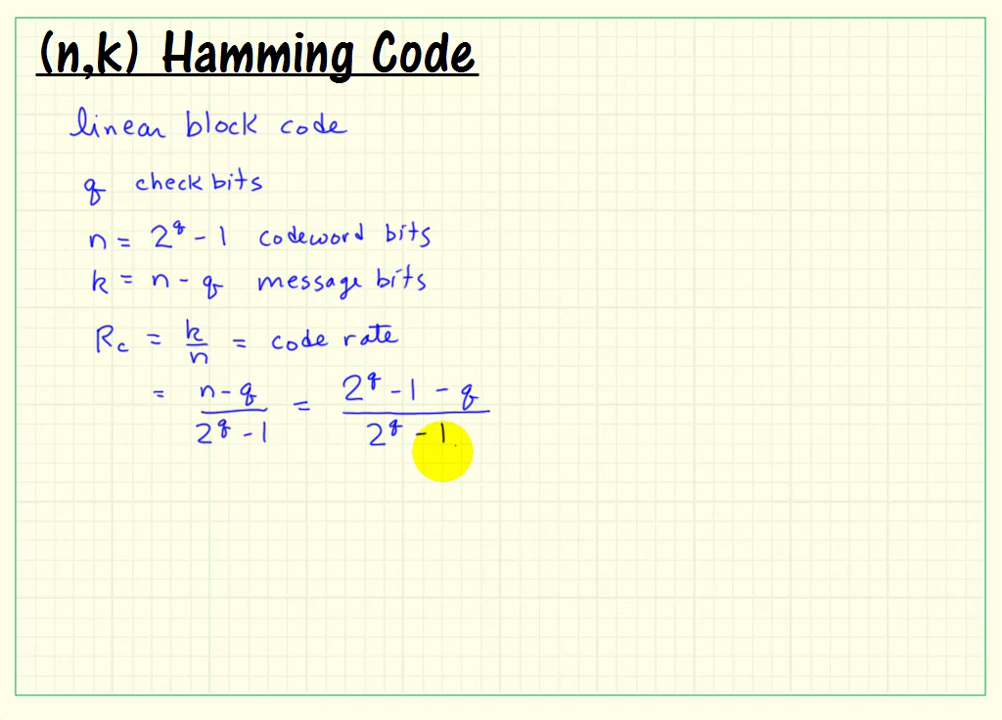 (n,k) Hamming Code
linear block code
q check bits
n = 2^q - 1 codeword bits
k = n - q message bits
Rc = k/n = code rate
= (n - q)/(2^q - 1) = (2^q - 1 - q)/(2^q - 1)